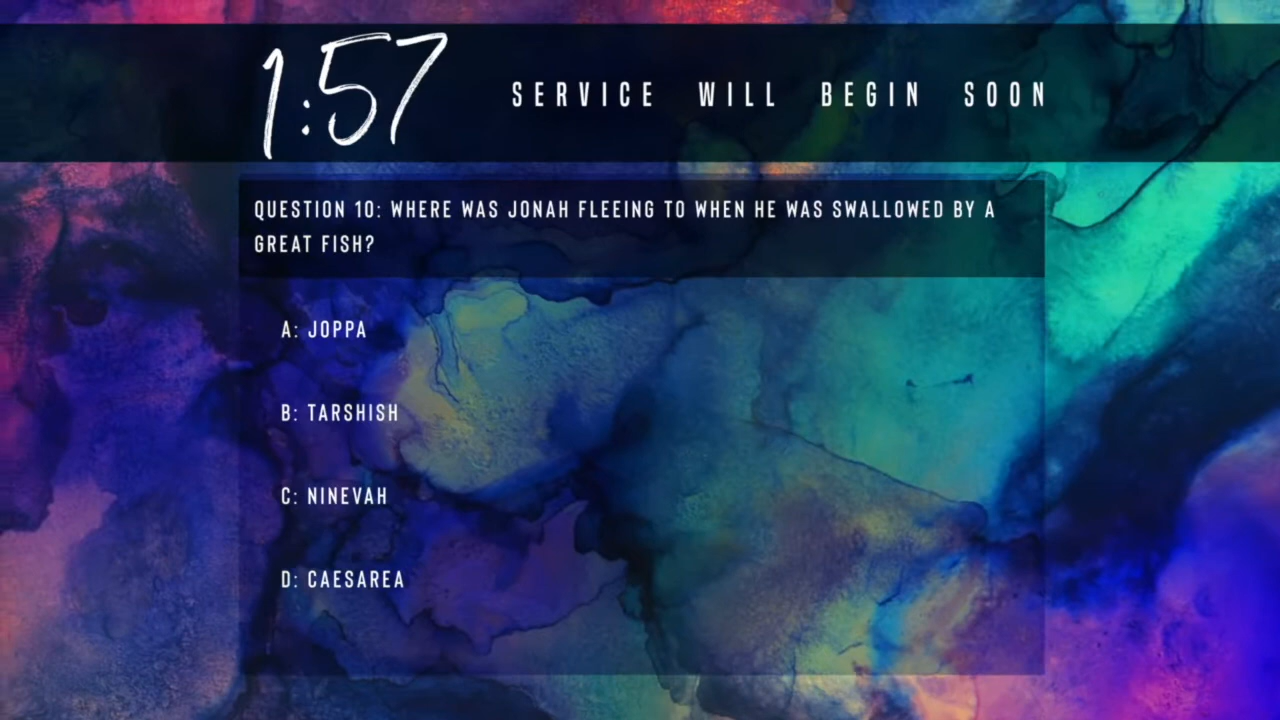 1:57
SERVICE WILL BEGIN SOON
QUESTION 10: WHERE WAS JONAH FLEEING TO WHEN HE WAS SWALLOWED BY A
GREAT FISH?
A: JOPPA
B: TARSHISH
C: NINEVAH
D: CAESAREA